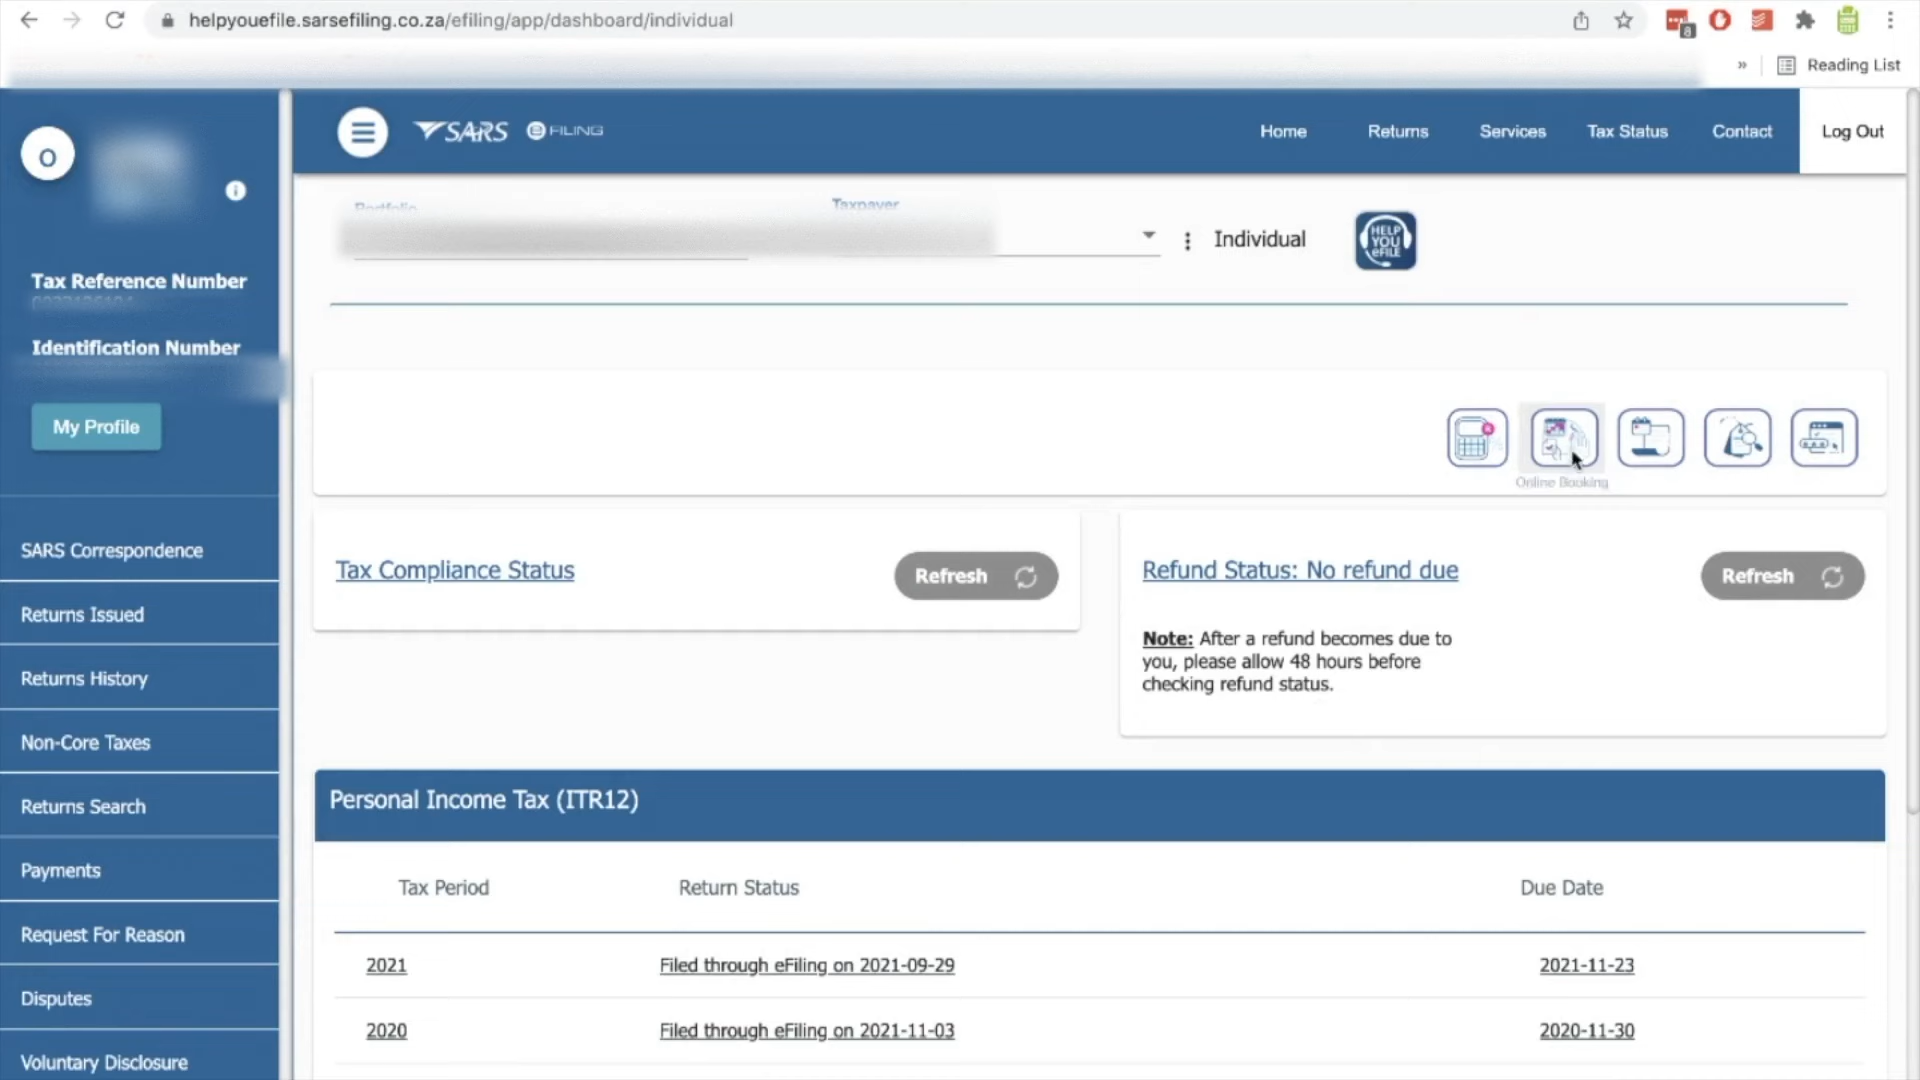 helpyouefile.sarsefiling.co.za/efiling/app/dashboard/individual
8
» Reading List
O
SARS eFILING
Home Returns Services Tax Status Contact Log Out
Portfolio Taxpayer
Individual
HELP YOU eFILE
Tax Reference Number
Identification Number
My Profile
Online Booking
SARS Correspondence
Returns Issued
Returns History
Non-Core Taxes
Returns Search
Payments
Request For Reason
Disputes
Voluntary Disclosure
Tax Compliance Status Refresh
Refund Status: No refund due Refresh
Note: After a refund becomes due to
you, please allow 48 hours before
checking refund status.
Personal Income Tax (ITR12)
Tax Period Return Status Due Date
2021 Filed through eFiling on 2021-09-29 2021-11-23
2020 Filed through eFiling on 2021-11-03 2020-11-30